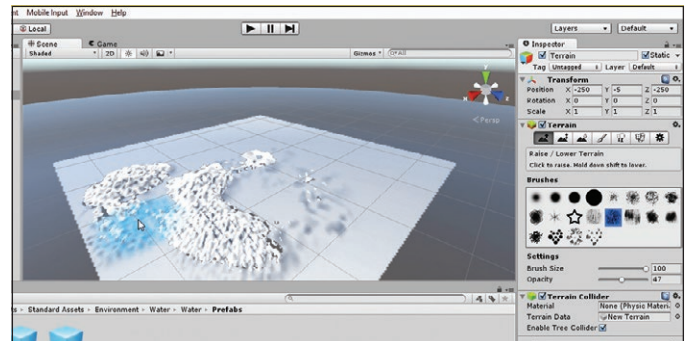 nt Mobile Input Window Help
Local
Layers Default
Scene Game
Shaded 2D Gizmos QrAll
Y
Persp
Inspector
Terrain Static
Tag Untagged Layer Default
Transform
Position X -250 Y -5 Z -250
Rotation X 0 Y 0 Z 0
Scale X 1 Y 1 Z 1
Terrain
Raise / Lower Terrain
Click to raise. Hold down shift to lower.
Brushes
Settings
Brush Size 100
Opacity 47
Terrain Collider
Material None (Physic Materi
Terrain Data New Terrain
Enable Tree Collider
s Standard Assets Environment Water Water Prefabs